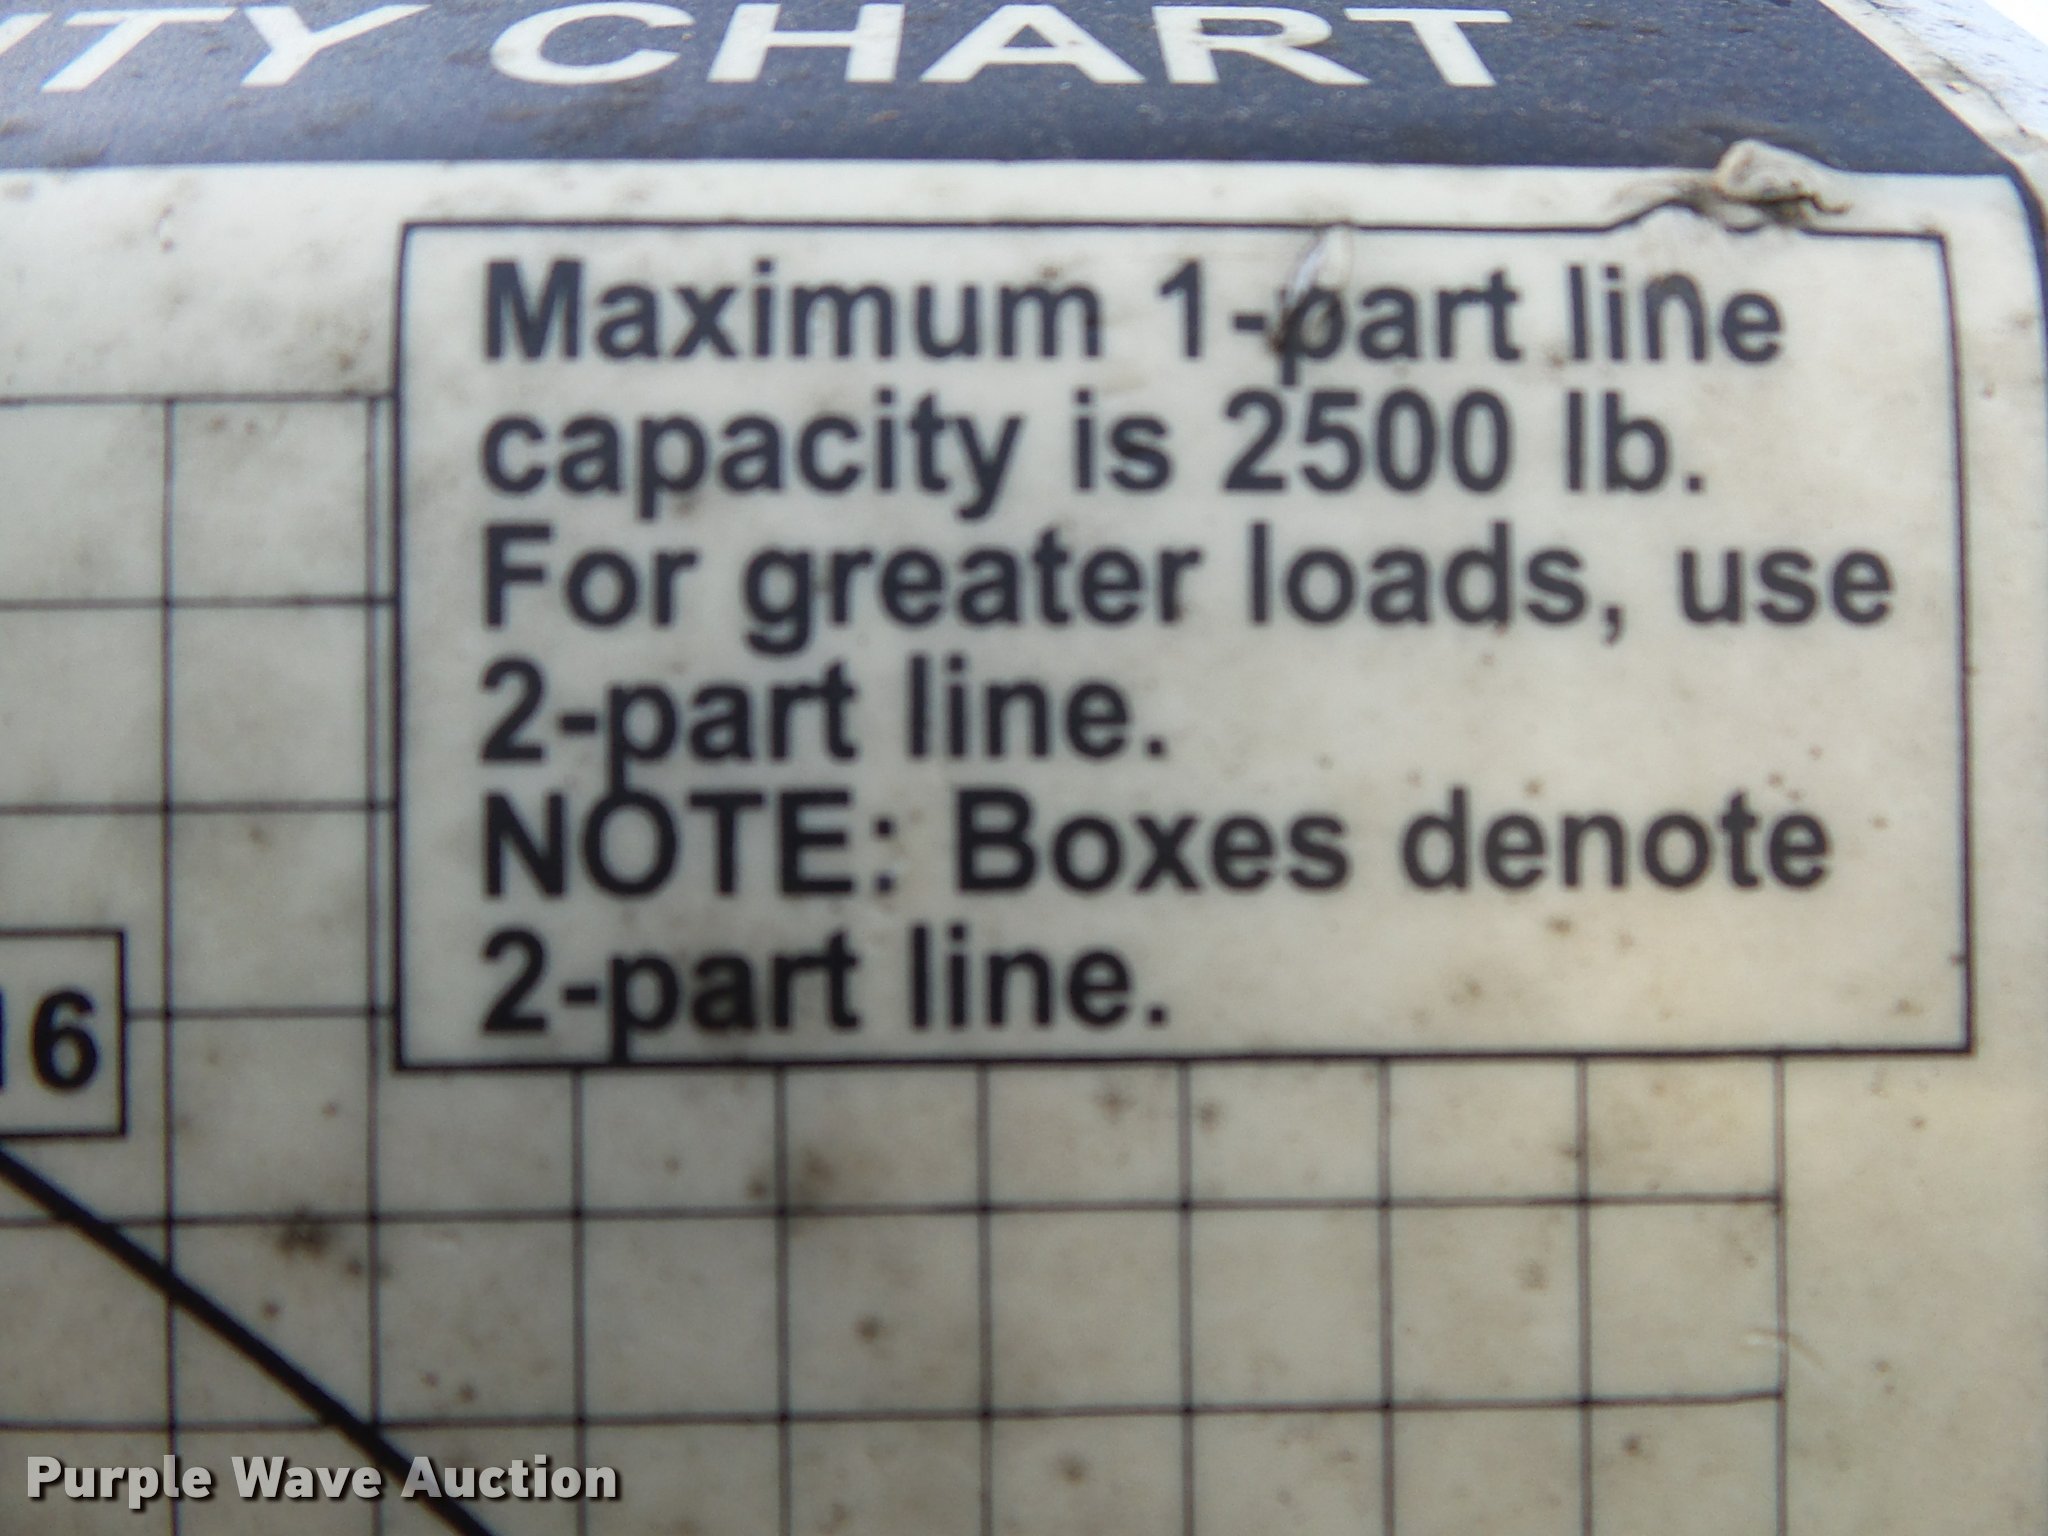 CHART
Maximum 1-part line
capacity is 2500 lb.
For greater loads, use
2-part line.
NOTE: Boxes denote
2-part line.
16
Purple Wave Auction